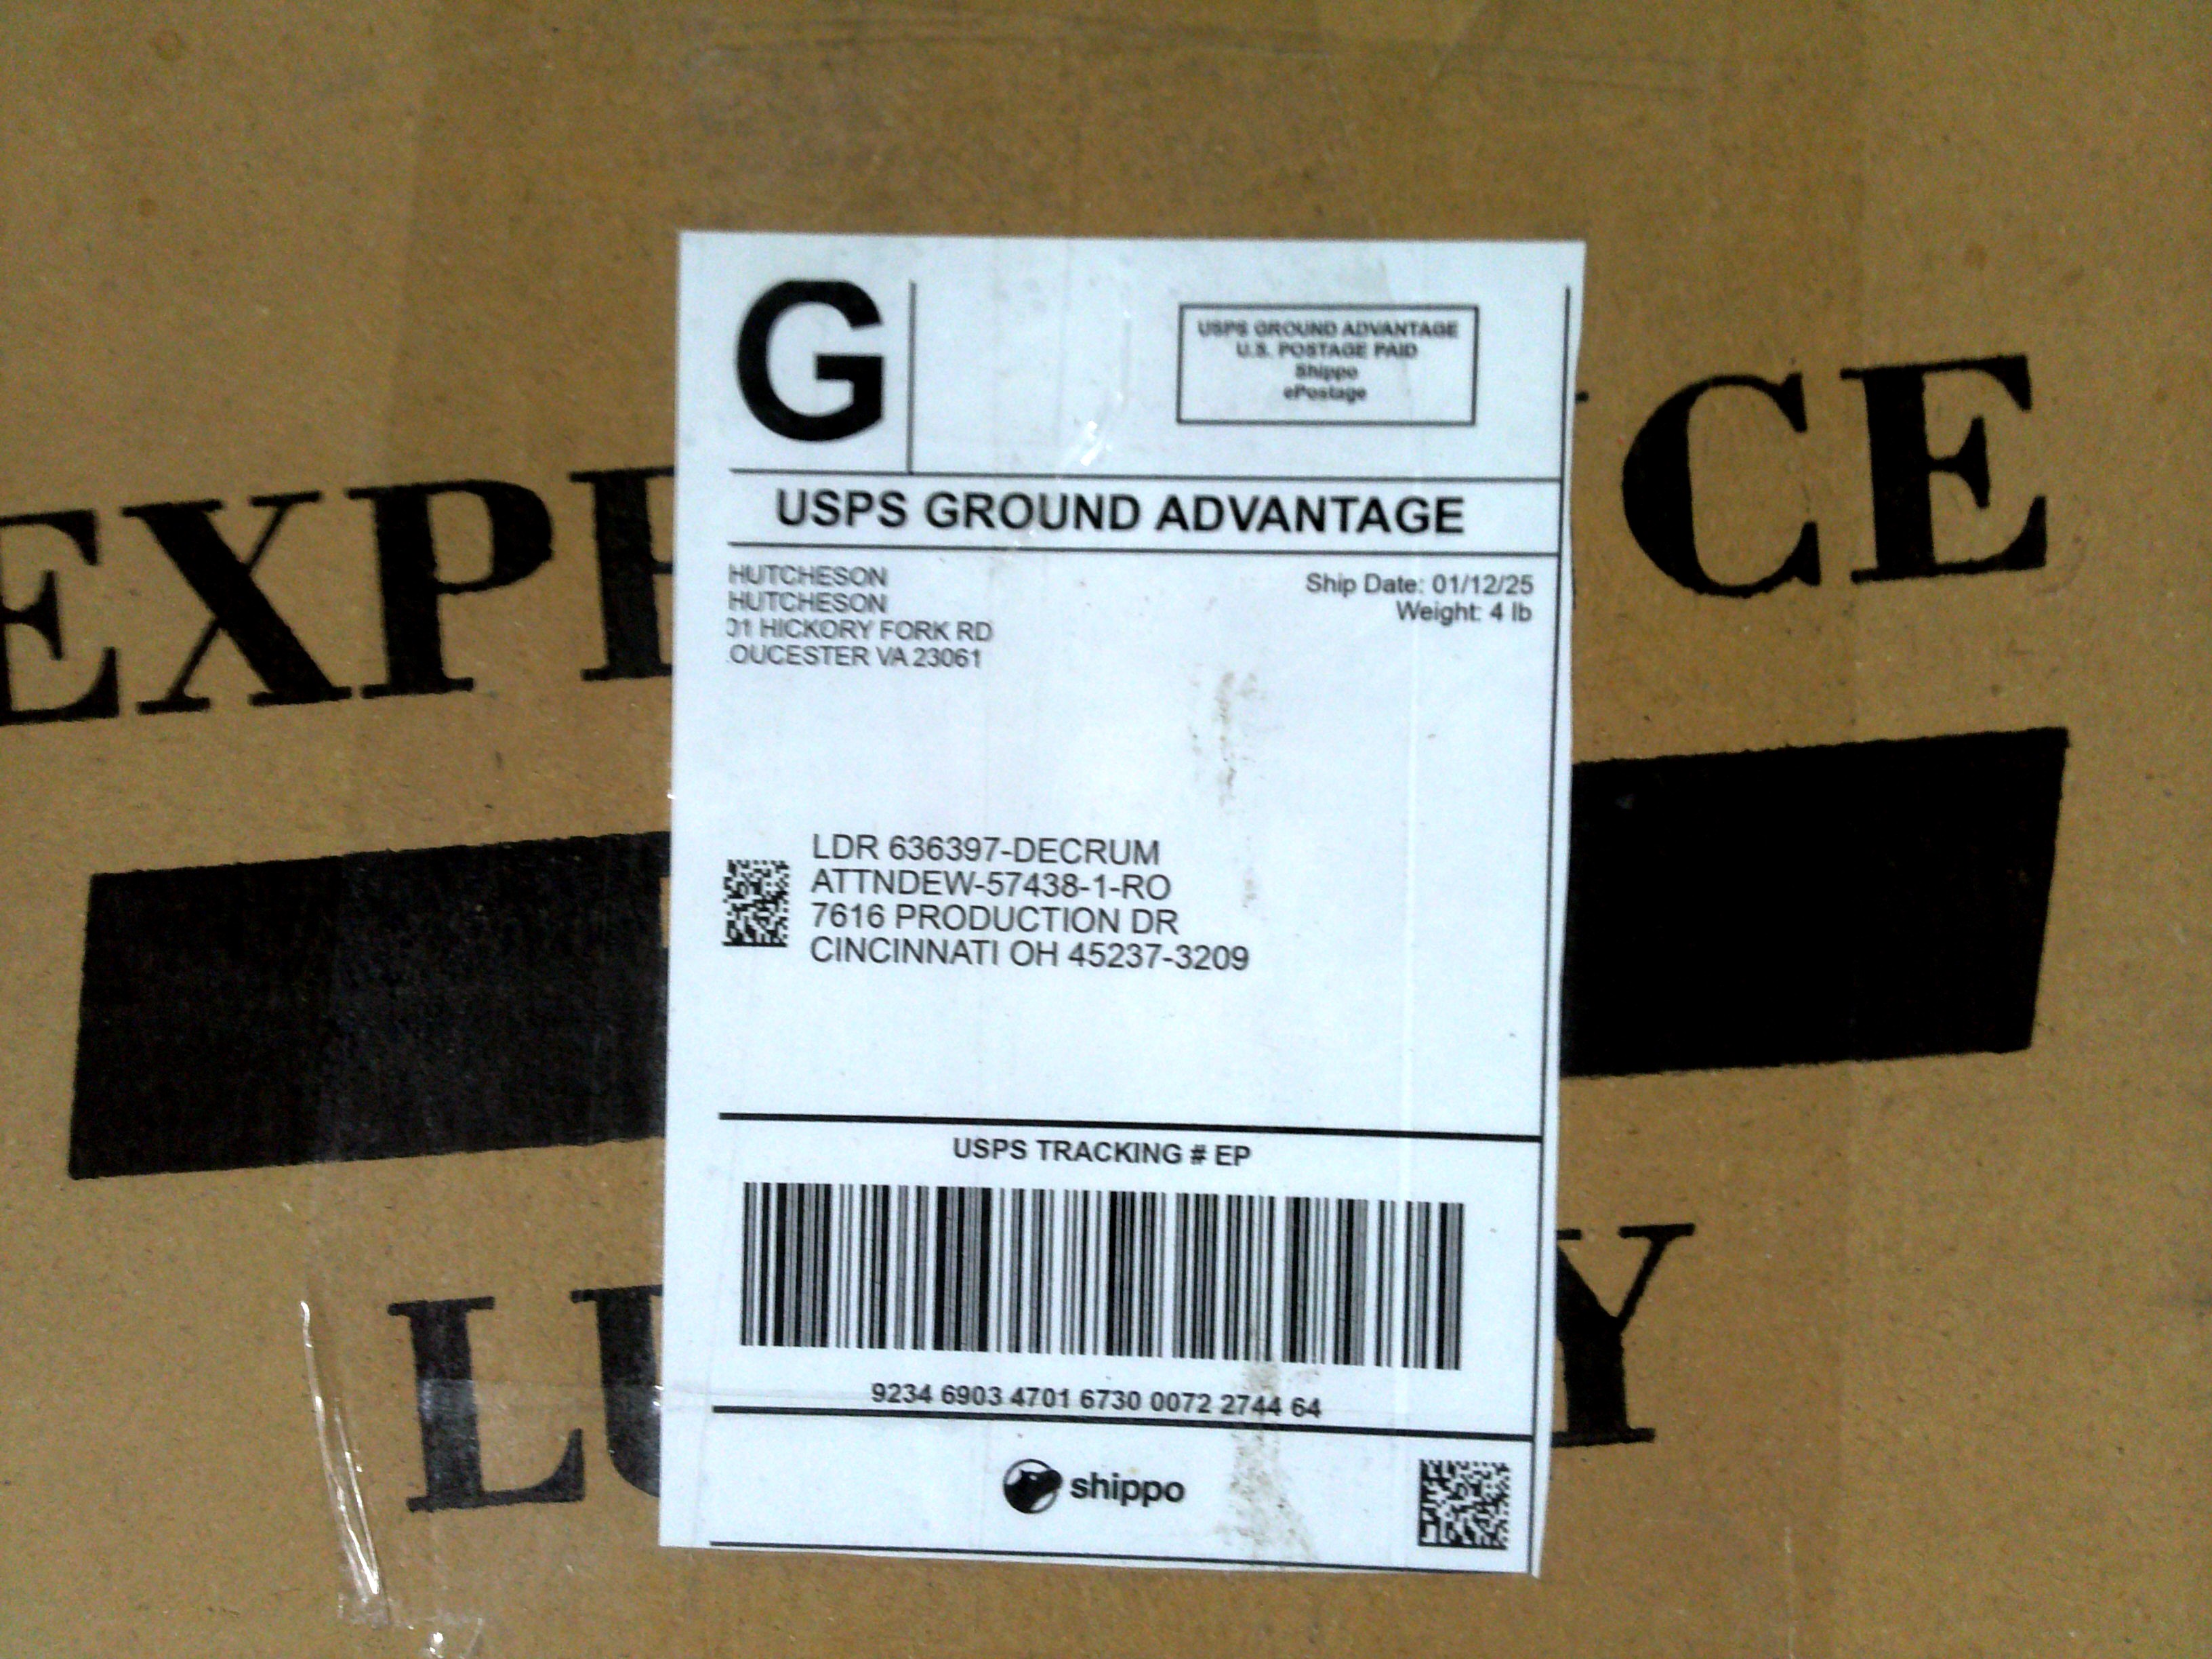 G
USPS GROUND ADVANTAGE
U.S. POSTAGE PAID
Shippo
ePostage
USPS GROUND ADVANTAGE
HUTCHESON
HUTCHESON
01 HICKORY FORK RD
OUCESTER VA 23061
Ship Date: 01/12/25
Weight: 4 lb
LDR 636397-DECRUM
ATTNDEW-57438-1-RO
7616 PRODUCTION DR
CINCINNATI OH 45237-3209
USPS TRACKING # EP
9234 6903 4701 6730 0072 2744 64
shippo
EXPE CE
LU Y